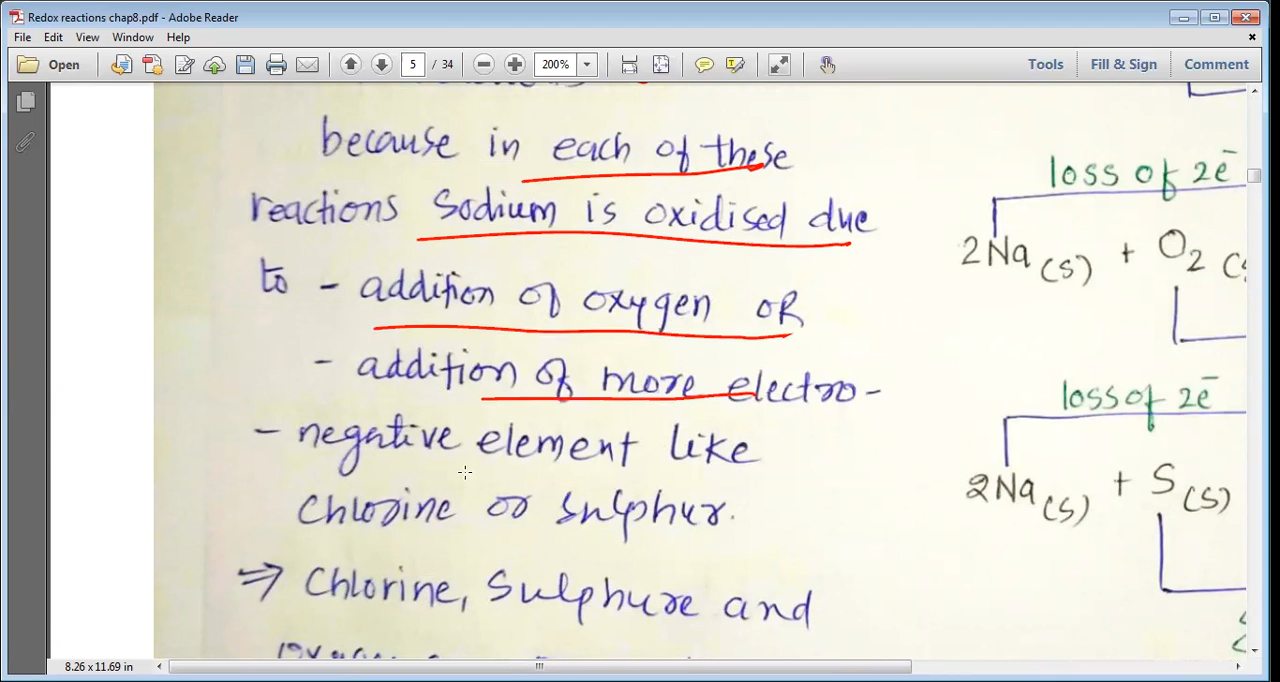 Redox reactions chap8.pdf - Adobe Reader
File Edit View Window Help
Open 5 / 34 200% Tools Fill & Sign Comment
because in each of these
reactions Sodium is oxidised due
to - addition of oxygen OR
- addition of more electro -
- negative element like
Chlorine or sulphur.
⇒ Chlorine, Sulphure and
loss of 2e⁻
2Na (s) + O2 (s
loss of 2e⁻
2Na (s) + S (s)
8.26 x 11.69 in